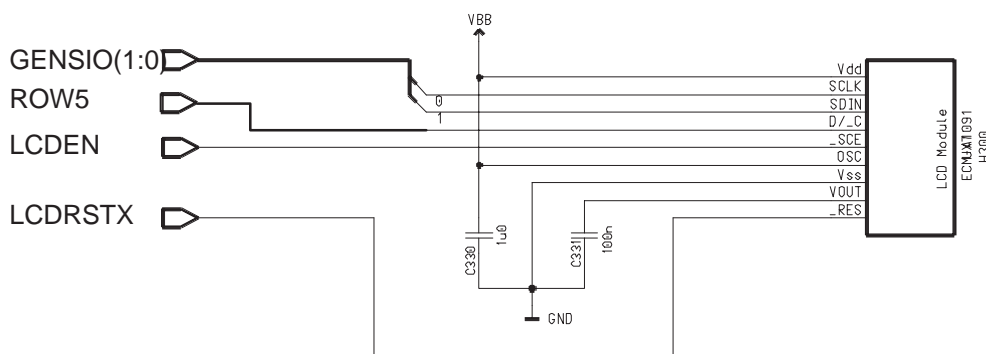 VBB
GENSIO(1:0)
ROW5
LCDEN
LCDRSTX
0
1
Vdd
SCLK
SDIN
D/_C
_SCE
OSC
Vss
VOUT
_RES
LCD Module
H300
C330
1u0
C331
100n
GND